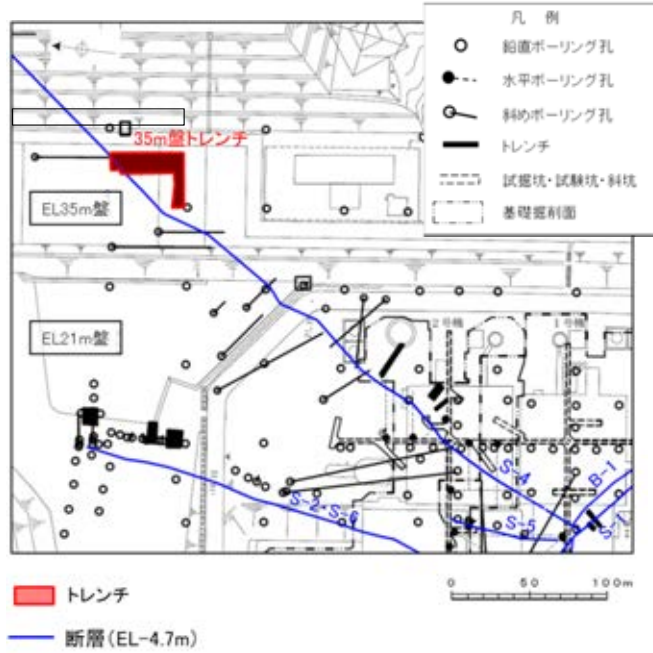 凡 例
鉛直ボーリング孔
水平ボーリング孔
斜めボーリング孔
トレンチ
試掘坑・試験坑・斜坑
基礎掘削面
35m盤トレンチ
EL35m盤
EL21m盤
2号機
1号機
S-4
B-1
S-2・S-6
S-5
S-1
0 50 100m
トレンチ
断層(EL-4.7m)